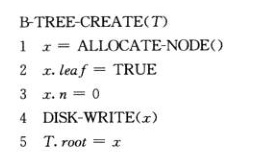 B-TREE-CREATE(T)
1 x = ALLOCATE-NODE()
2 x. leaf = TRUE
3 x. n = 0
4 DISK-WRITE(x)
5 T. root = x